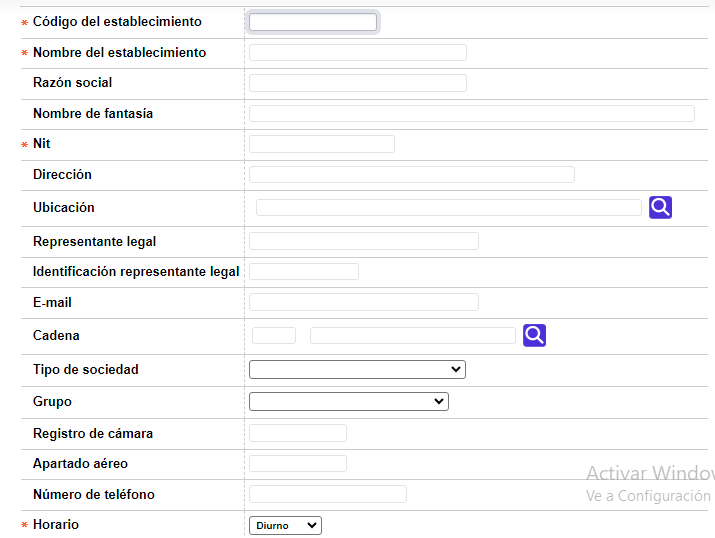 * Código del establecimiento
* Nombre del establecimiento
Razón social
Nombre de fantasía
* Nit
Dirección
Ubicación
Representante legal
Identificación representante legal
E-mail
Cadena
Tipo de sociedad
Grupo
Registro de cámara
Apartado aéreo
Activar Window
Número de teléfono
Ve a Configuración
* Horario Diurno